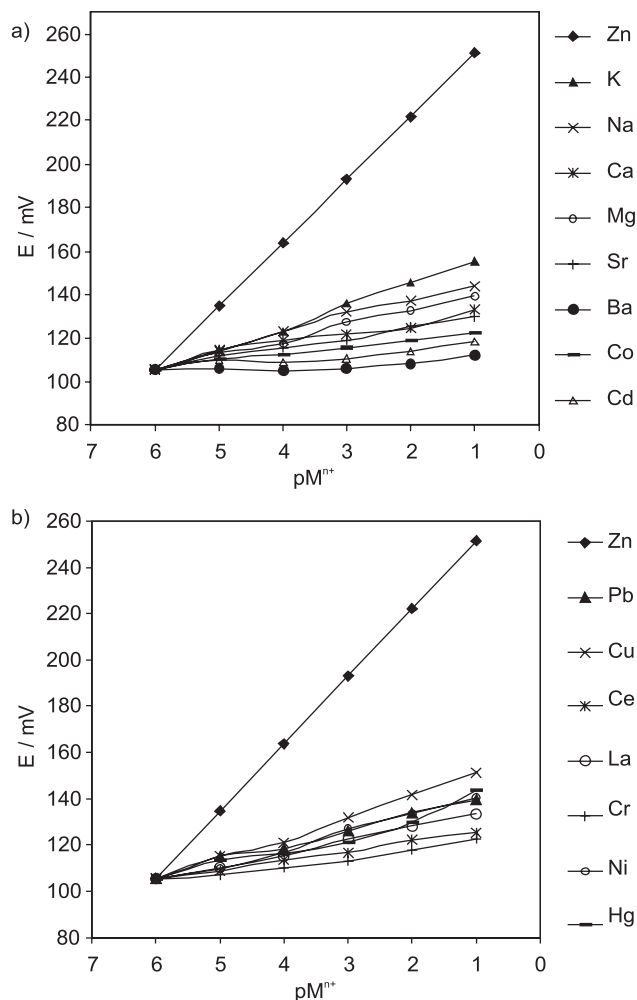 a)
260
240
220
200
180
160
140
120
100
80
E / mV
7 6 5 4 3 2 1 0
pMⁿ⁺
Zn
K
Na
Ca
Mg
Sr
Ba
Co
Cd
b)
260
240
220
200
180
160
140
120
100
80
E / mV
7 6 5 4 3 2 1 0
pMⁿ⁺
Zn
Pb
Cu
Ce
La
Cr
Ni
Hg